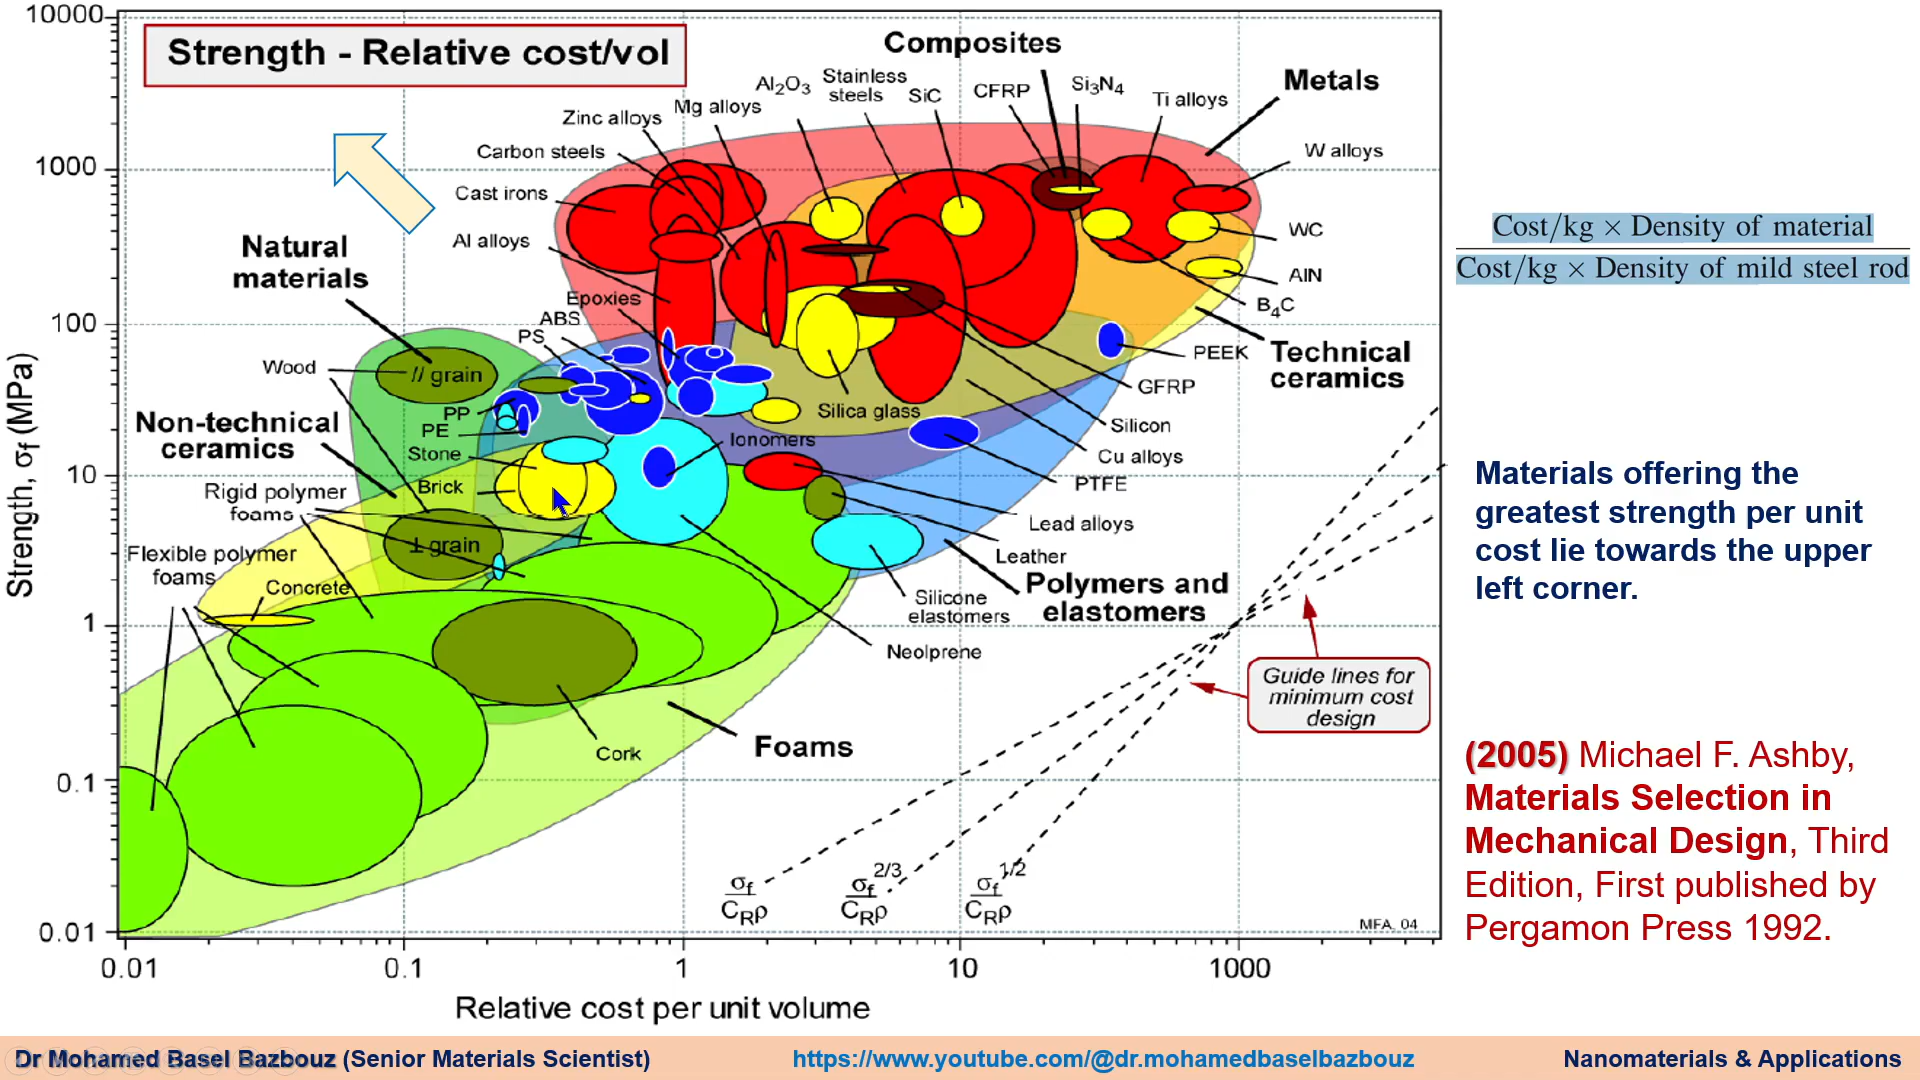 Strength - Relative cost/vol
Composites
Metals
Al₂O₃
Stainless
steels
SiC
CFRP
Si₃N₄
Ti alloys
W alloys
Zinc alloys
Mg alloys
Carbon steels
Cast irons
Al alloys
Natural
materials
Epoxies
ABS
PS
Wood
// grain
PP
PE
Non-technical
ceramics
Stone
Brick
Rigid polymer
foams
⊥ grain
Flexible polymer
foams
Concrete
WC
AlN
B₄C
PEEK
Technical
ceramics
GFRP
Silica glass
Silicon
Cu alloys
Ionomers
PTFE
Lead alloys
Leather
Polymers and
elastomers
Silicone
elastomers
Neolprene
Cork
Foams
Guide lines for
minimum cost
design
σf
CRρ
σf 2/3
CRρ
σf 1/2
CRρ
MFA, 04
10000
1000
100
10
1
0.1
0.01
Strength, σf (MPa)
0.01
0.1
1
10
1000
Relative cost per unit volume
Cost/kg × Density of material
Cost/kg × Density of mild steel rod
Materials offering the
greatest strength per unit
cost lie towards the upper
left corner.
(2005) Michael F. Ashby,
Materials Selection in
Mechanical Design, Third
Edition, First published by
Pergamon Press 1992.
Dr Mohamed Basel Bazbouz (Senior Materials Scientist)
https://www.youtube.com/@dr.mohamedbaselbazbouz
Nanomaterials & Applications